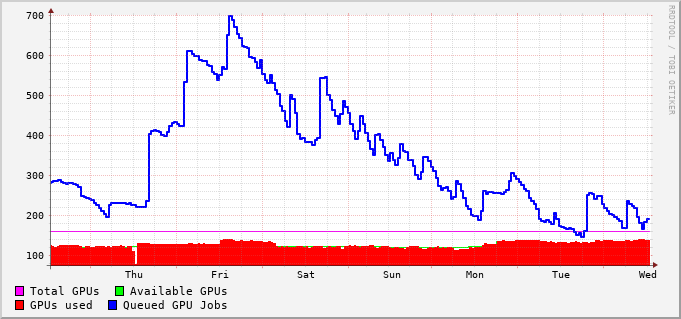 700
600
500
400
300
200
100
Thu Fri Sat Sun Mon Tue Wed
Total GPUs Available GPUs
GPUs used Queued GPU Jobs
RRDTOOL / TOBI OETIKER